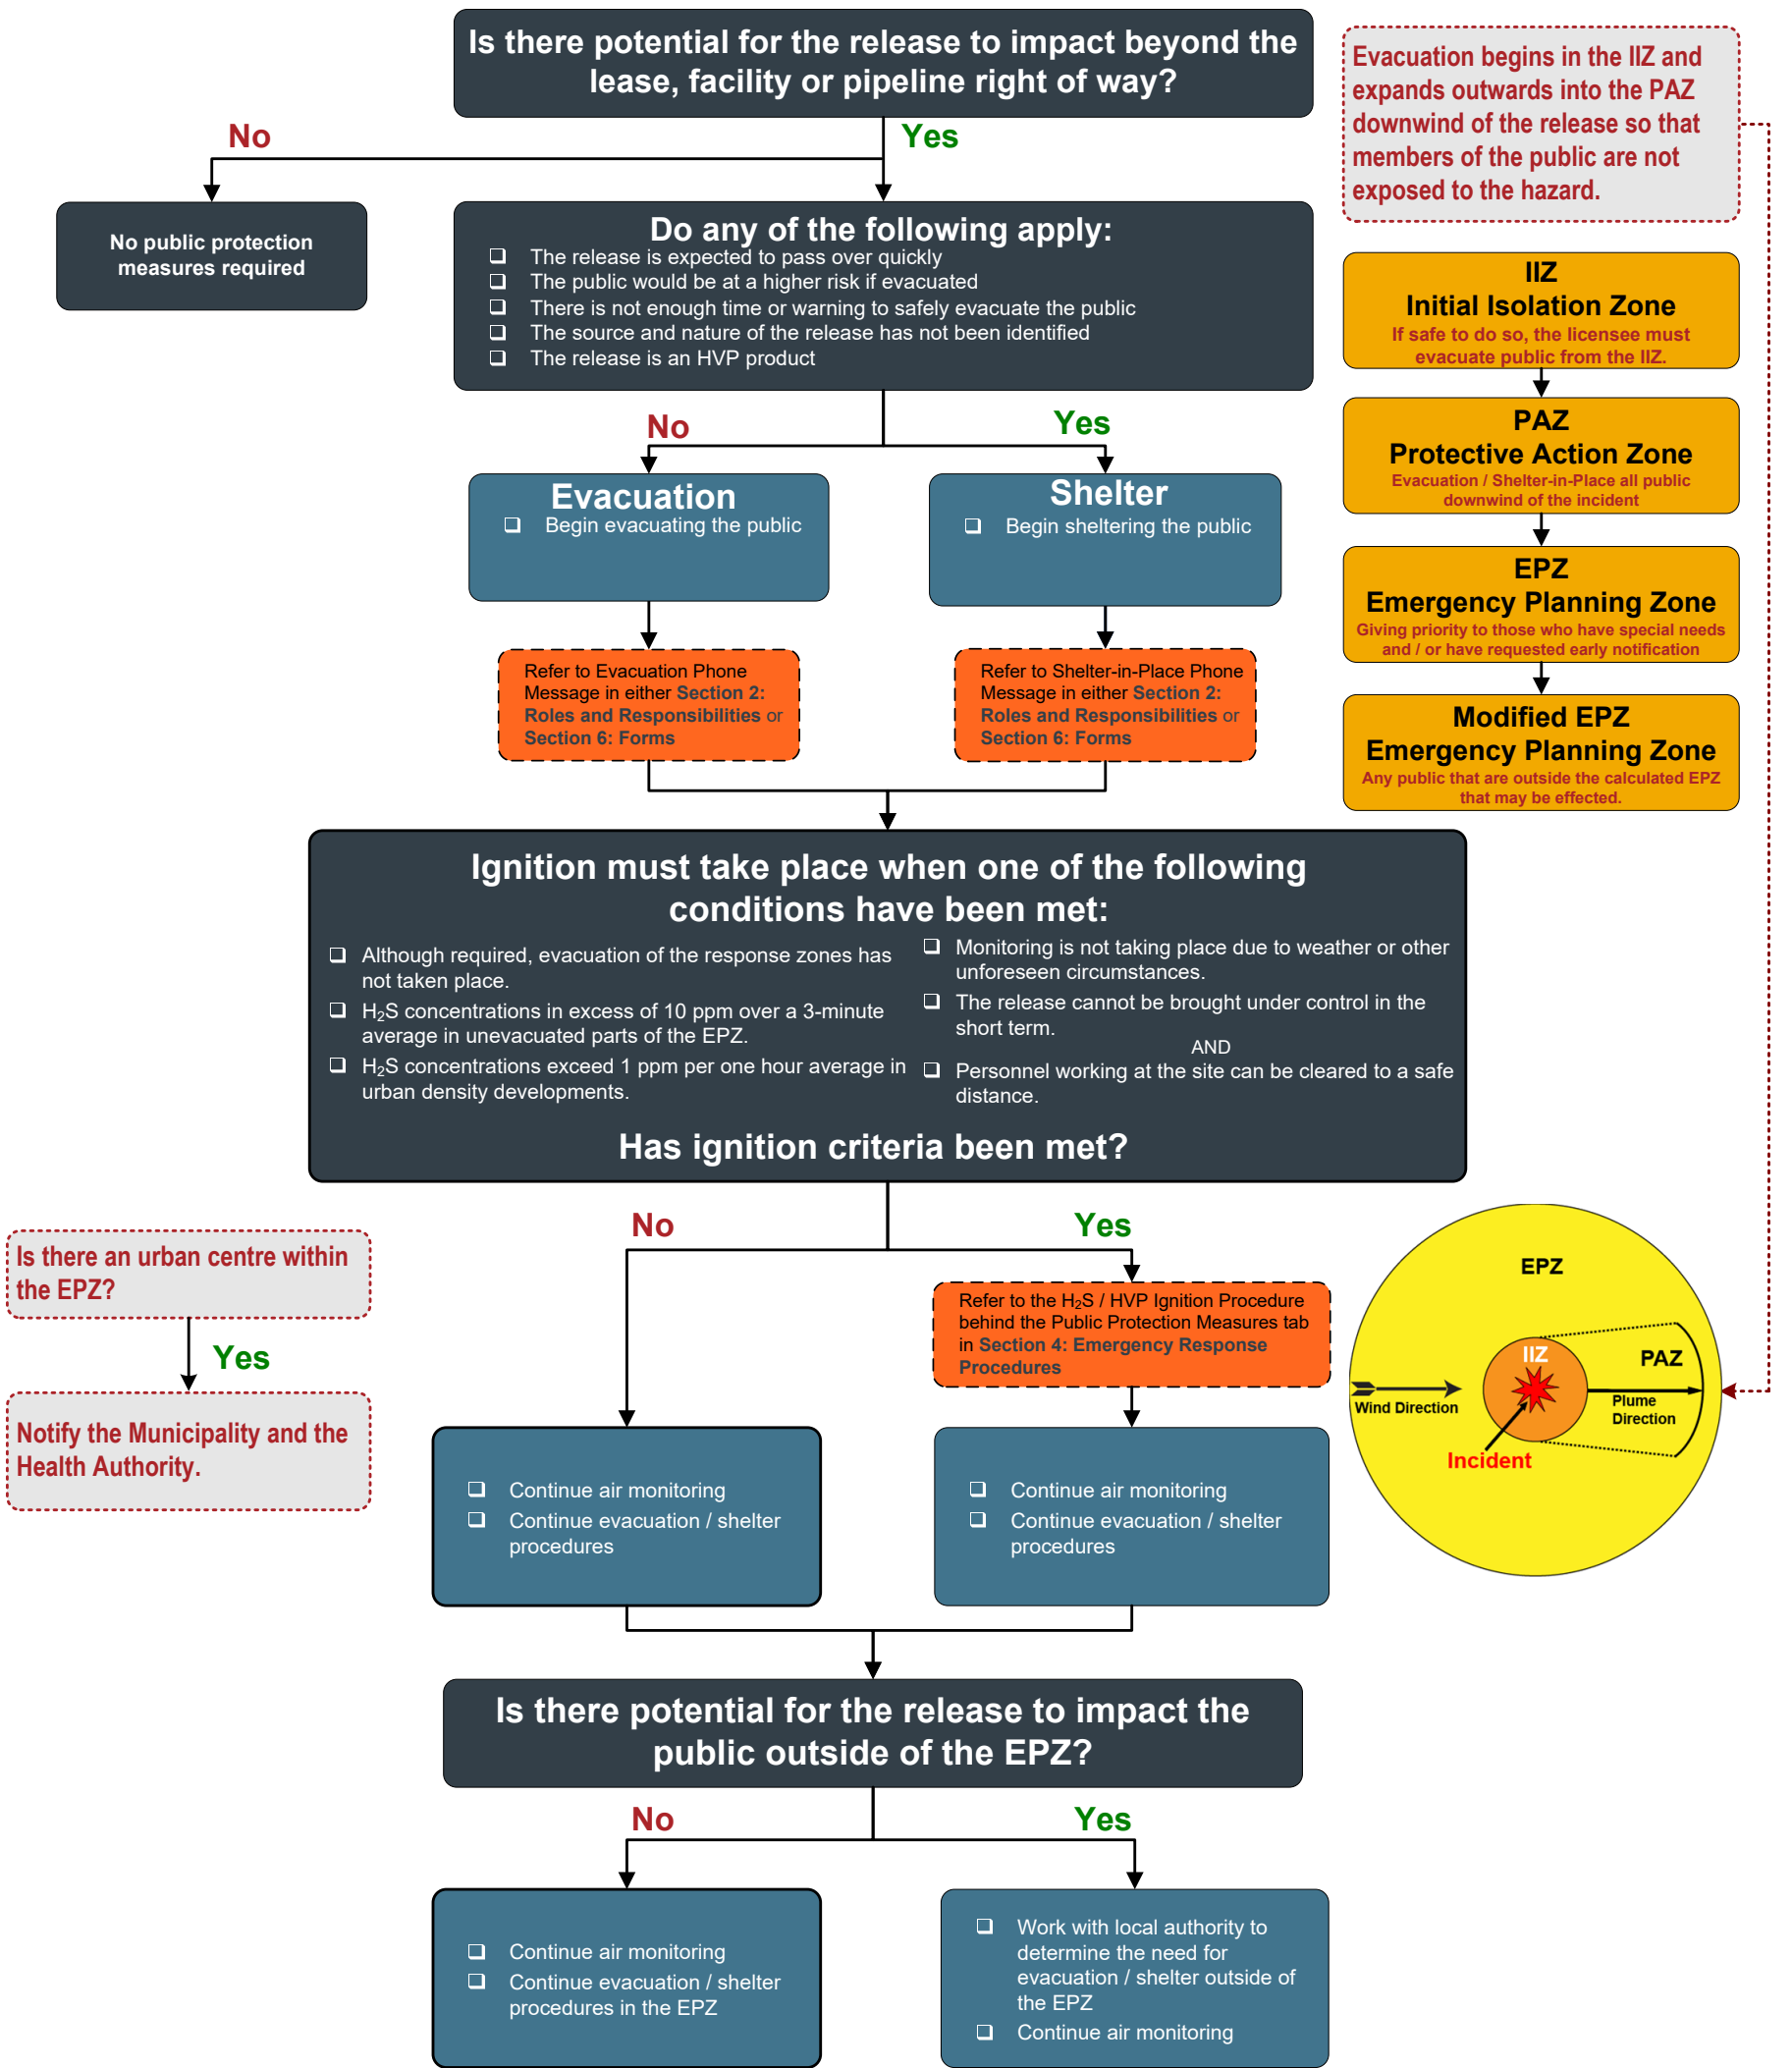 Is there potential for the release to impact beyond the
lease, facility or pipeline right of way?
No
Yes
No public protection
measures required
Do any of the following apply:
❑ The release is expected to pass over quickly
❑ The public would be at a higher risk if evacuated
❑ There is not enough time or warning to safely evacuate the public
❑ The source and nature of the release has not been identified
❑ The release is an HVP product
No
Yes
Evacuation
❑ Begin evacuating the public
Shelter
❑ Begin sheltering the public
Refer to Evacuation Phone
Message in either Section 2:
Roles and Responsibilities or
Section 6: Forms
Refer to Shelter-in-Place Phone
Message in either Section 2:
Roles and Responsibilities or
Section 6: Forms
Evacuation begins in the IIZ and
expands outwards into the PAZ
downwind of the release so that
members of the public are not
exposed to the hazard.
IIZ
Initial Isolation Zone
If safe to do so, the licensee must
evacuate public from the IIZ.
PAZ
Protective Action Zone
Evacuation / Shelter-in-Place all public
downwind of the incident
EPZ
Emergency Planning Zone
Giving priority to those who have special needs
and / or have requested early notification
Modified EPZ
Emergency Planning Zone
Any public that are outside the calculated EPZ
that may be effected.
Ignition must take place when one of the following
conditions have been met:
❑ Although required, evacuation of the response zones has
not taken place.
❑ H₂S concentrations in excess of 10 ppm over a 3-minute
average in unevacuated parts of the EPZ.
❑ H₂S concentrations exceed 1 ppm per one hour average in
urban density developments.
❑ Monitoring is not taking place due to weather or other
unforeseen circumstances.
❑ The release cannot be brought under control in the
short term.
AND
❑ Personnel working at the site can be cleared to a safe
distance.
Has ignition criteria been met?
No
Yes
Is there an urban centre within
the EPZ?
Yes
Notify the Municipality and the
Health Authority.
Refer to the H₂S / HVP Ignition Procedure
behind the Public Protection Measures tab
in Section 4: Emergency Response
Procedures
❑ Continue air monitoring
❑ Continue evacuation / shelter
procedures
❑ Continue air monitoring
❑ Continue evacuation / shelter
procedures
EPZ
IIZ
PAZ
Wind Direction
Plume
Direction
Incident
Is there potential for the release to impact the
public outside of the EPZ?
No
Yes
❑ Continue air monitoring
❑ Continue evacuation / shelter
procedures in the EPZ
❑ Work with local authority to
determine the need for
evacuation / shelter outside of
the EPZ
❑ Continue air monitoring